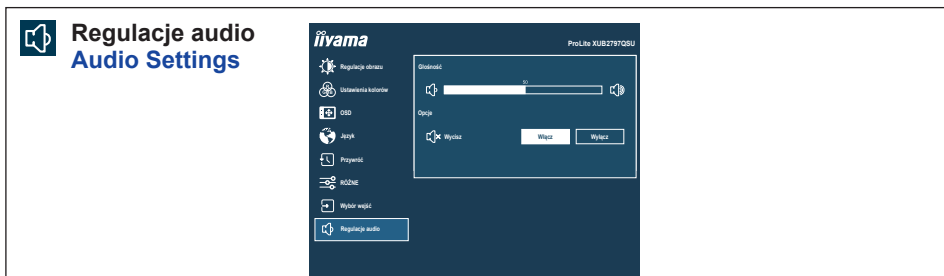 Regulacje audio
Audio Settings
iiyama
ProLite XUB2797QSU
Regulacje obrazu
Ustawienia kolorów
OSD
Język
Przywróć
RÓŻNE
Wybór wejść
Regulacje audio
Głośność
50
Opcje
Wycisz
Włącz
Wyłącz